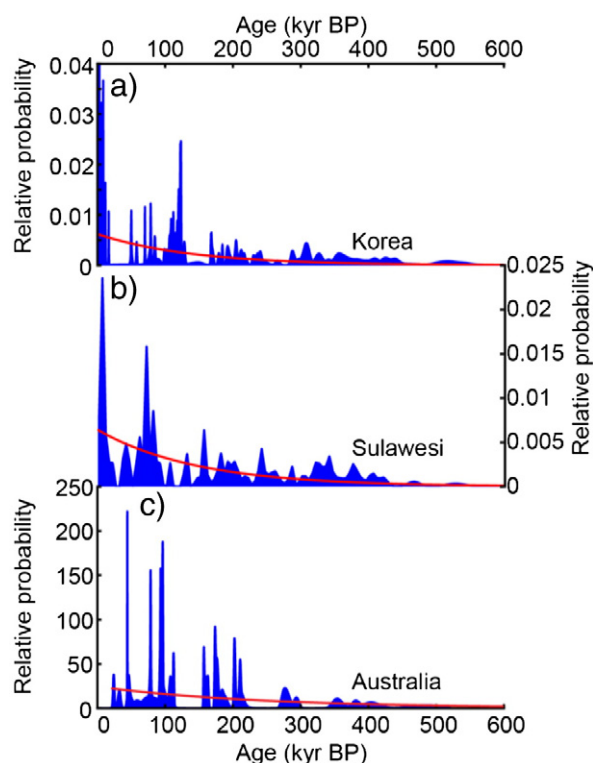 Age (kyr BP)
0 100 200 300 400 500 600
Relative probability
0.04
0.03
0.02
0.01
0
a)
Korea
b)
Sulawesi
0.025
0.02
0.015
0.01
0.005
0
Relative probability
Relative probability
250
200
150
100
50
0
c)
Australia
0 100 200 300 400 500 600
Age (kyr BP)